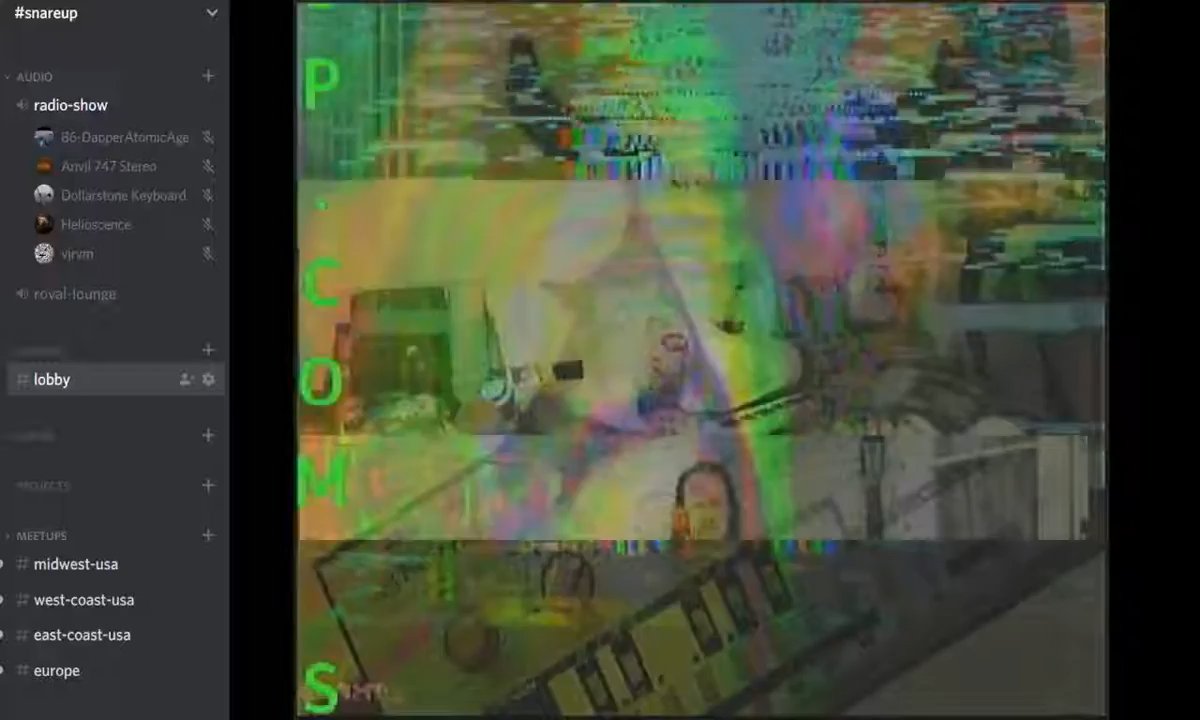 #snareup
AUDIO
radio-show
86-DapperAtomicAge
Anvil 747 Stereo
Dollarstone Keyboard
Helioscence
virvm
royal-lounge
# lobby
PROJECTS
MEETUPS
# midwest-usa
# west-coast-usa
# east-coast-usa
# europe
P
.
C
O
M
S